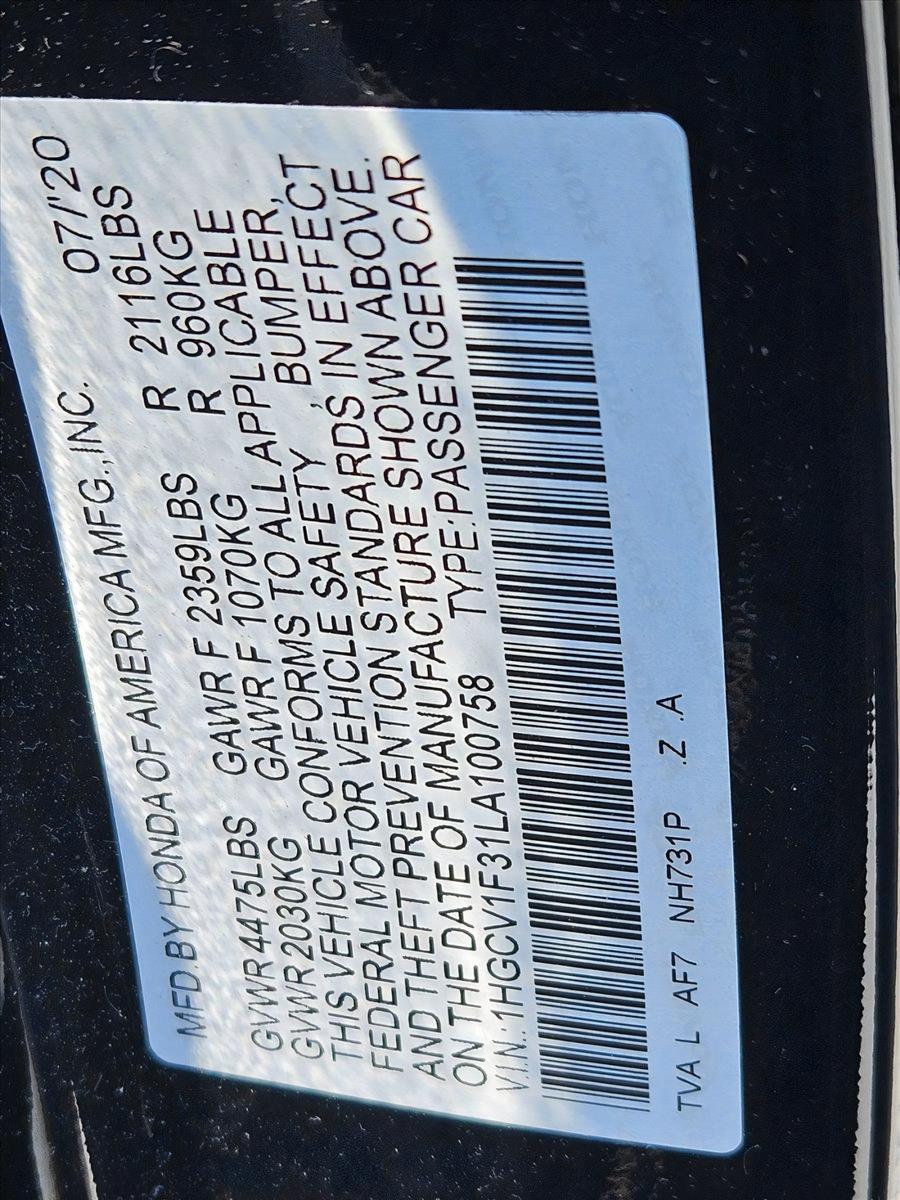 MFD. BY HONDA OF AMERICA MFG., INC. 07/'20
GVWR 4475LBS GAWR F 2359LBS R 2116LBS
GVWR 2030KG GAWR F 1070KG R 960KG
THIS VEHICLE CONFORMS TO ALL APPLICABLE
FEDERAL MOTOR VEHICLE SAFETY, BUMPER,
AND THEFT PREVENTION STANDARDS IN EFFECT
ON THE DATE OF MANUFACTURE SHOWN ABOVE.
V.I.N.:1HGCV1F31LA100758 TYPE:PASSENGER CAR
TVA L AF7 NH731P .Z .A